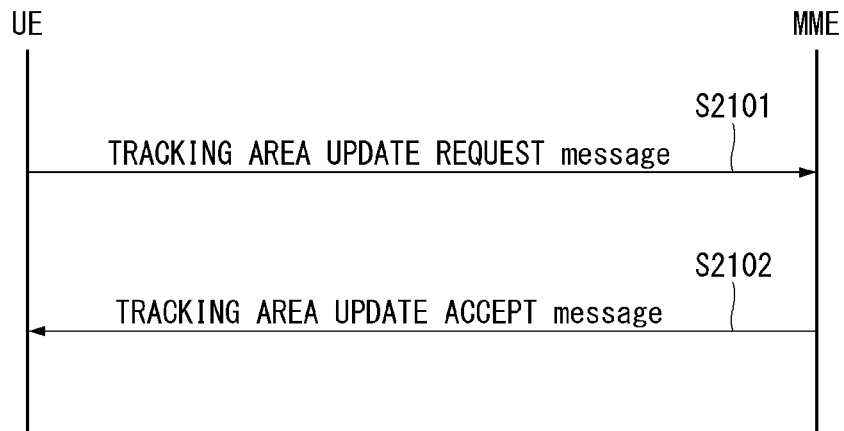 UE
MME
S2101
TRACKING AREA UPDATE REQUEST message
S2102
TRACKING AREA UPDATE ACCEPT message